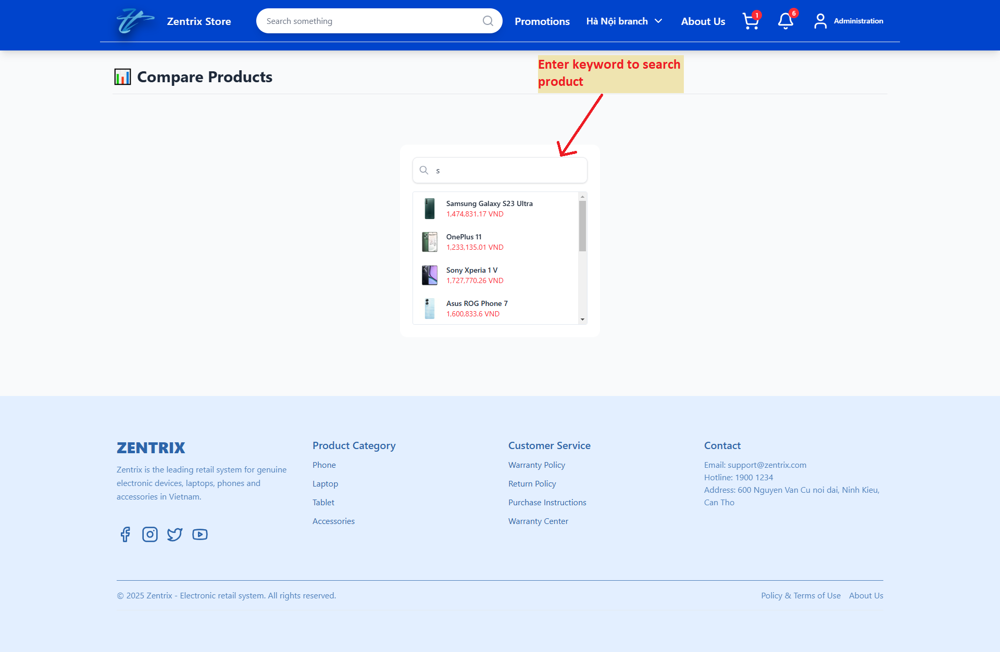 Zentrix Store
Search something
Promotions
Hà Nội branch
About Us
1
6
Administration
Compare Products
Enter keyword to search
product
s
Samsung Galaxy S23 Ultra
1,474,831.17 VND
OnePlus 11
1,233,135.01 VND
Sony Xperia 1 V
1,727,770.26 VND
Asus ROG Phone 7
1,600,833.6 VND
ZENTRIX
Zentrix is the leading retail system for genuine
electronic devices, laptops, phones and
accessories in Vietnam.
Product Category
Phone
Laptop
Tablet
Accessories
Customer Service
Warranty Policy
Return Policy
Purchase Instructions
Warranty Center
Contact
Email: support@zentrix.com
Hotline: 1900 1234
Address: 600 Nguyen Van Cu noi dai, Ninh Kieu,
Can Tho
© 2025 Zentrix - Electronic retail system. All rights reserved.
Policy & Terms of Use
About Us